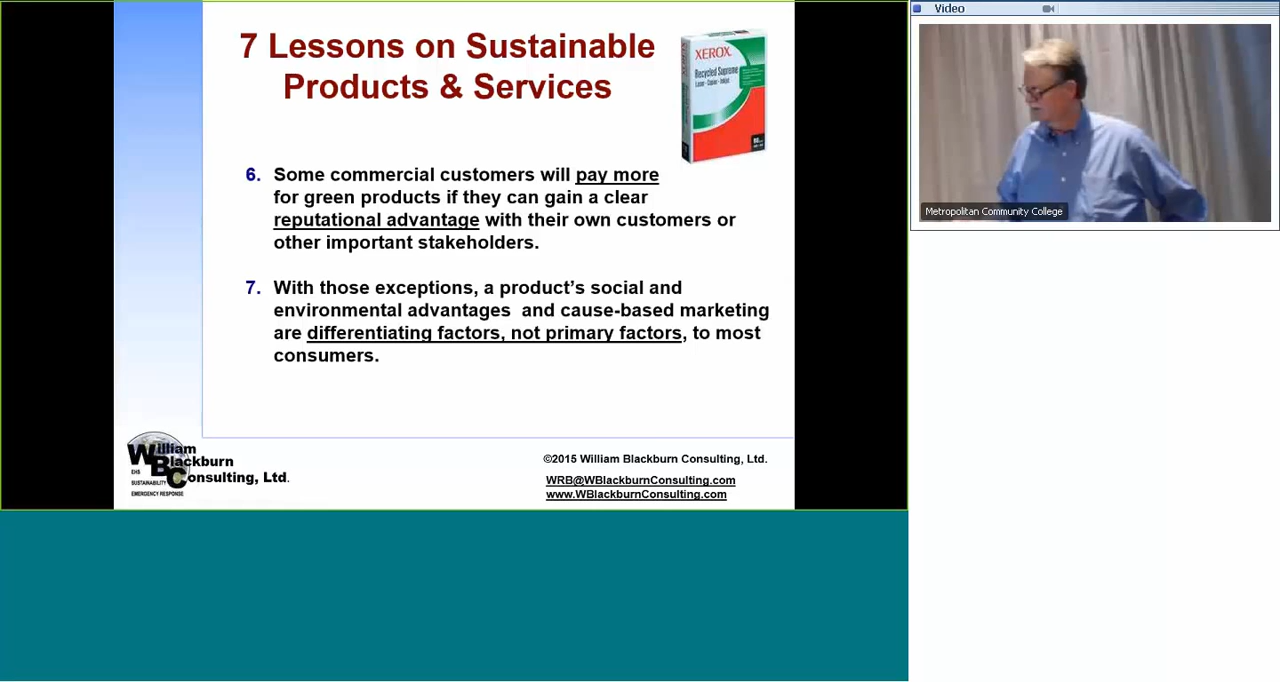 7 Lessons on Sustainable
Products & Services
XEROX
Recycled Supreme
Laser · Copier · Inkjet
6. Some commercial customers will pay more
for green products if they can gain a clear
reputational advantage with their own customers or
other important stakeholders.
7. With those exceptions, a product’s social and
environmental advantages  and cause-based marketing
are differentiating factors, not primary factors, to most
consumers.
William
Blackburn
Consulting, Ltd.
EHS
SUSTAINABILITY
EMERGENCY RESPONSE
©2015 William Blackburn Consulting, Ltd.
WRB@WBlackburnConsulting.com
www.WBlackburnConsulting.com
Video
Metropolitan Community College